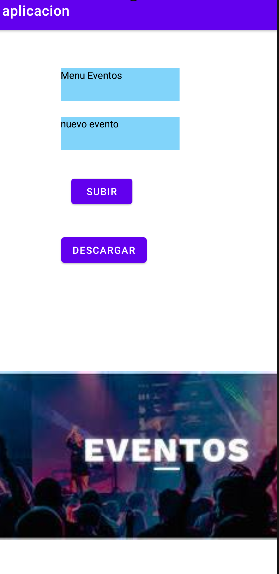 aplicacion
Menu Eventos
nuevo evento
SUBIR
DESCARGAR
EVENTOS